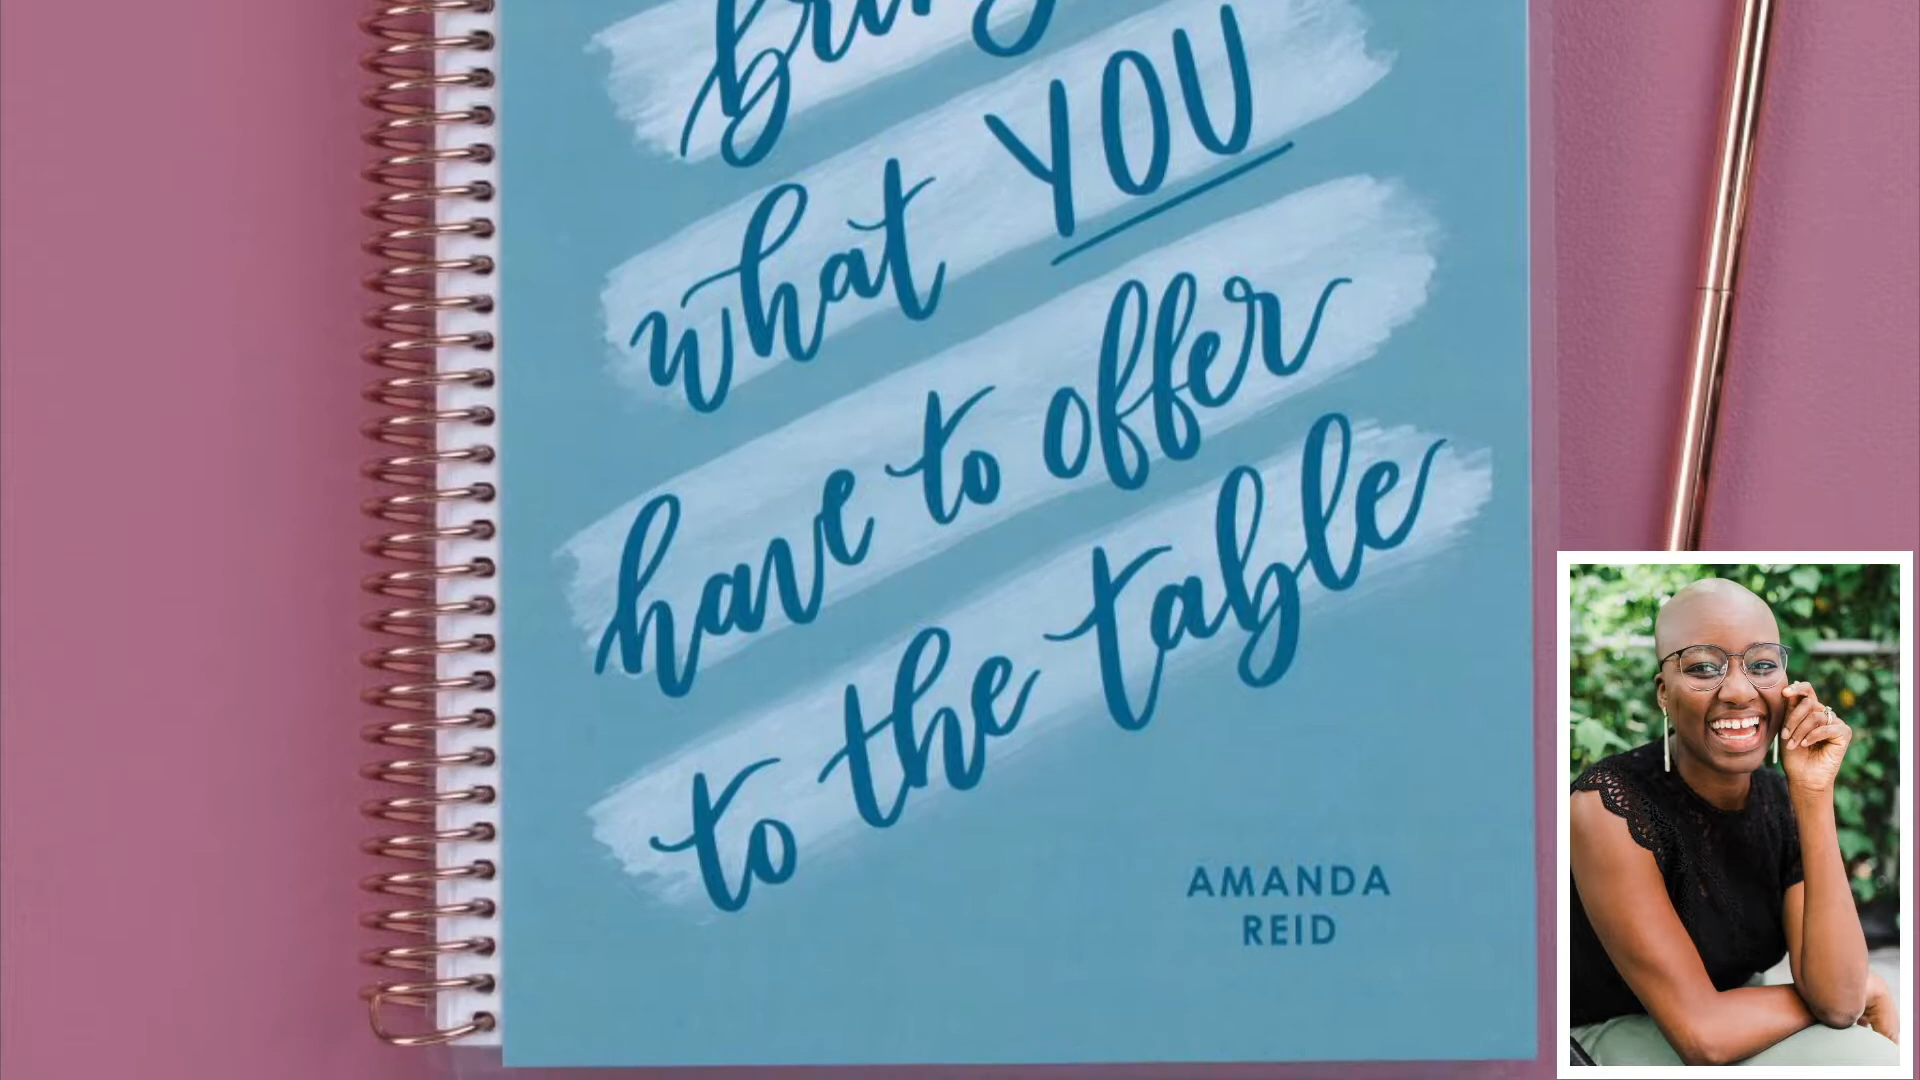 what YOU
have to offer
to the table
AMANDA
REID